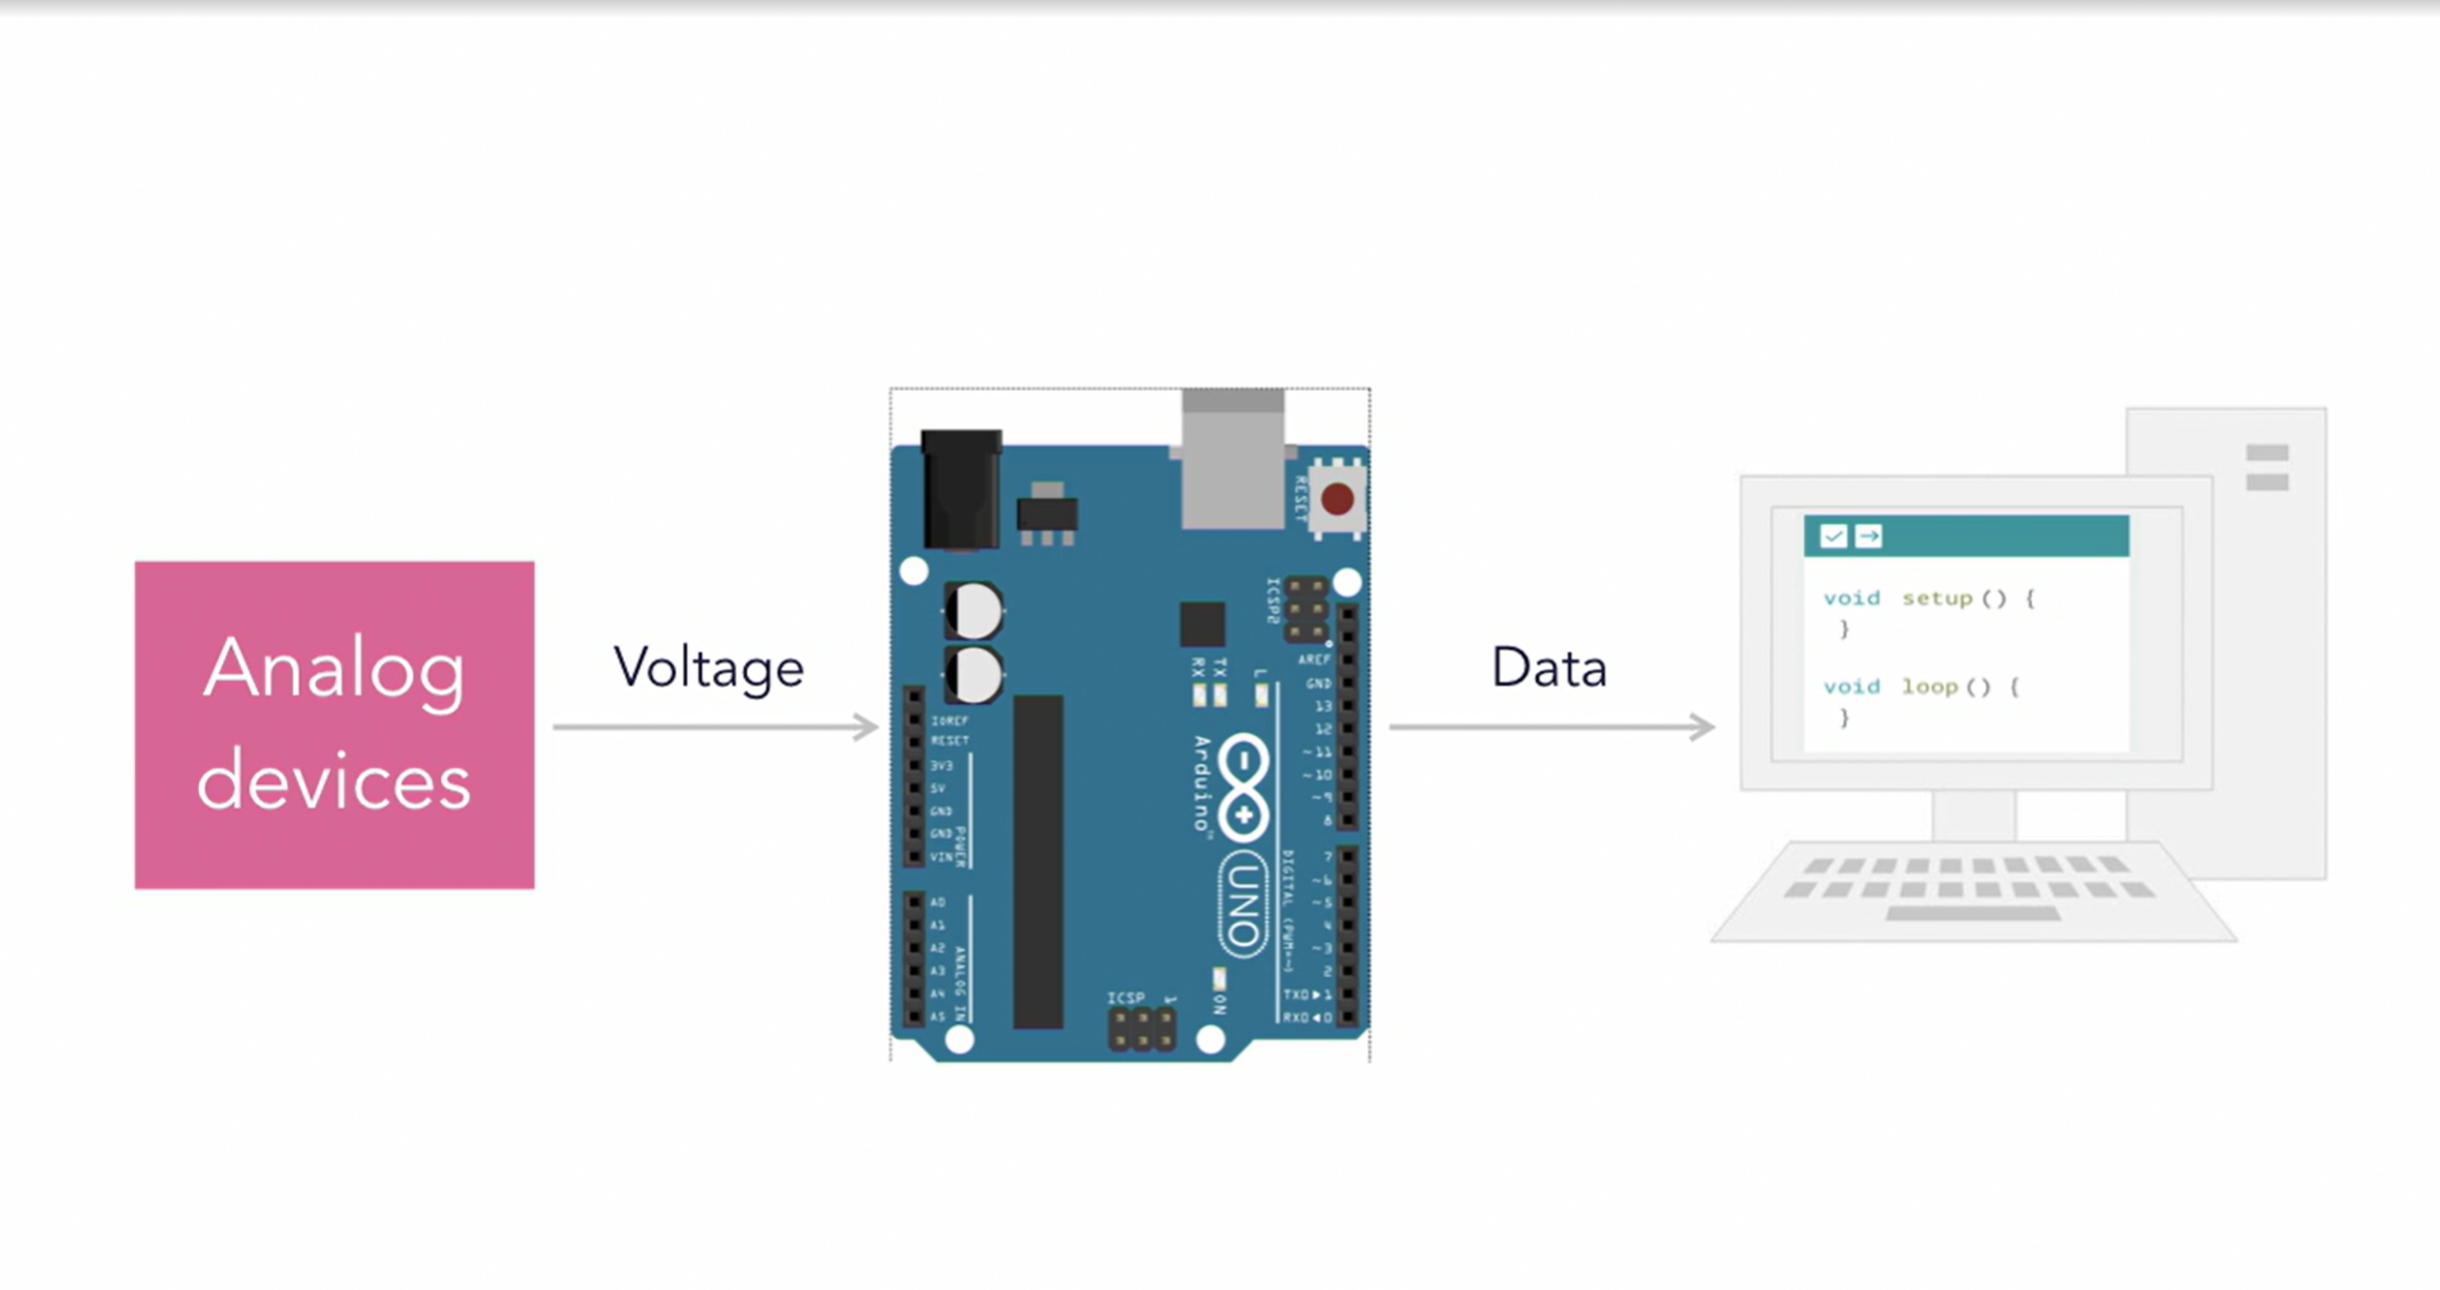 Analog
devices
Voltage
RESET
ICSP2
AREF
GND
13
12
~11
~10
~9
8
7
~6
~5
4
~3
2
TX0▶1
RX0◀0
RX
TX
L
Arduino™
UNO
DIGITAL (PWM=~)
ON
ICSP
1
IOREF
RESET
3V3
5V
GND
GND
VIN
POWER
A0
A1
A2
A3
A4
A5
ANALOG IN
Data
void setup() {
}
void loop() {
}